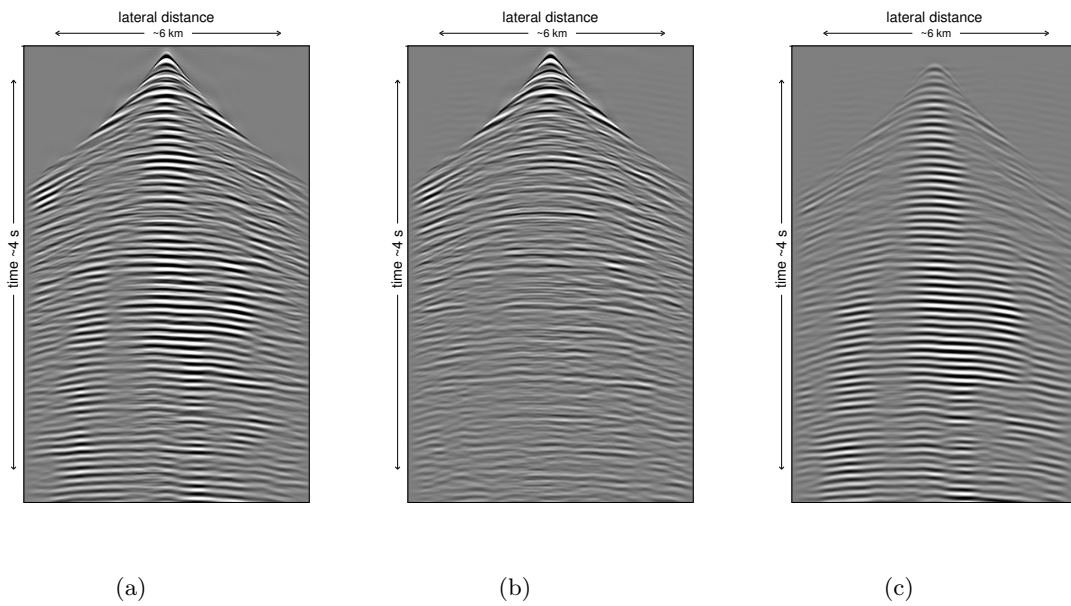 lateral distance
~6 km
time ~4 s
(a)
lateral distance
~6 km
time ~4 s
(b)
lateral distance
~6 km
time ~4 s
(c)